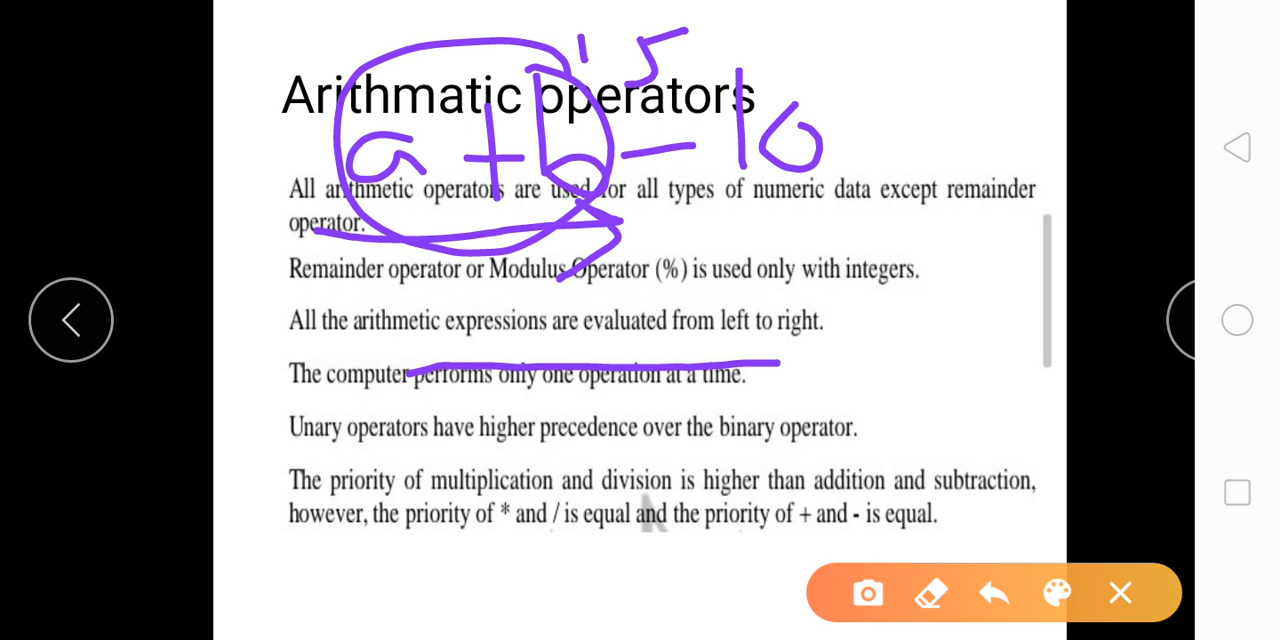 15
Arithmatic operators
a + b - 10
All arithmetic operators are used for all types of numeric data except remainder
operator.
Remainder operator or Modulus Operator (%) is used only with integers.
All the arithmetic expressions are evaluated from left to right.
The computer performs only one operation at a time.
Unary operators have higher precedence over the binary operator.
The priority of multiplication and division is higher than addition and subtraction,
however, the priority of * and / is equal and the priority of + and - is equal.